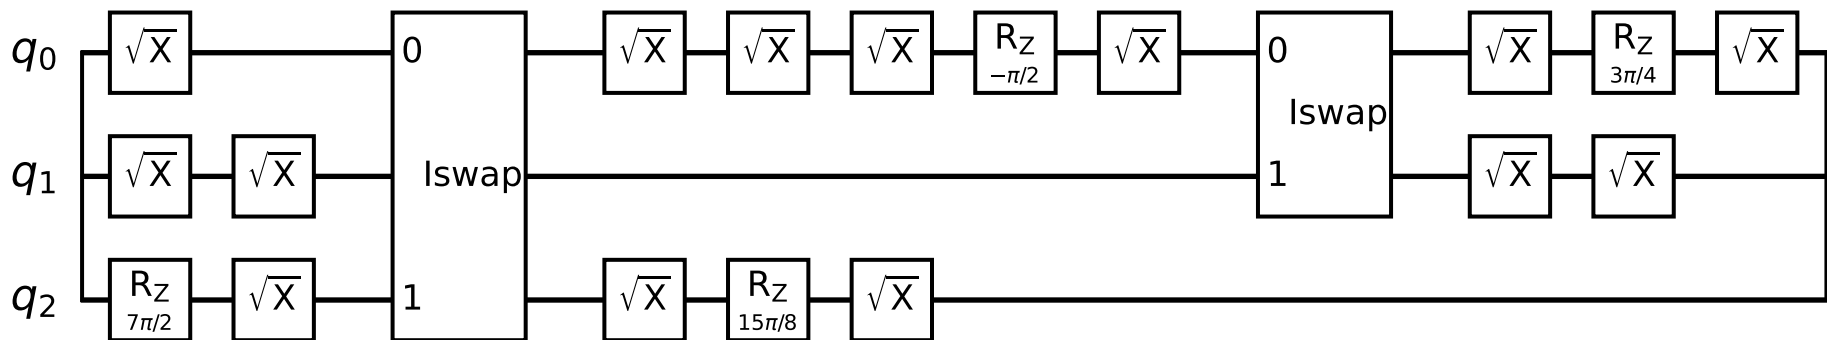 q₀ √X 0 √X √X √X R_Z −π/2 √X 0 √X R_Z 3π/4 √X
Iswap
q₁ √X √X Iswap 1 √X √X
q₂ R_Z 7π/2 √X 1 √X R_Z 15π/8 √X